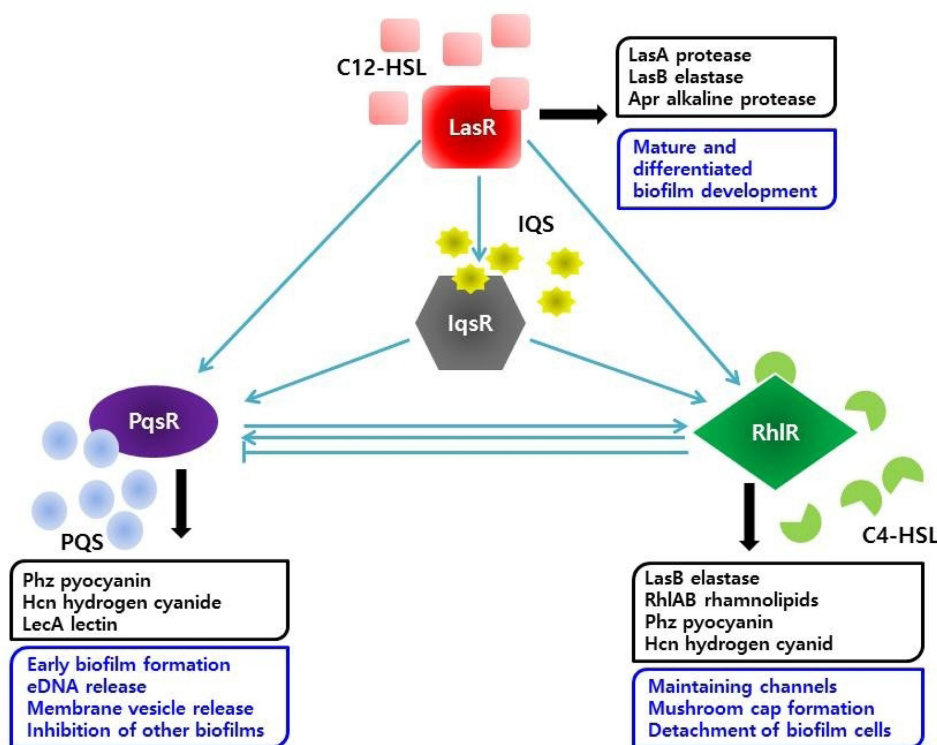 C12-HSL
LasR
LasA protease
LasB elastase
Apr alkaline protease
Mature and
differentiated
biofilm development
IQS
IqsR
PqsR
RhlR
PQS
C4-HSL
Phz pyocyanin
Hcn hydrogen cyanide
LecA lectin
Early biofilm formation
eDNA release
Membrane vesicle release
Inhibition of other biofilms
LasB elastase
RhlAB rhamnolipids
Phz pyocyanin
Hcn hydrogen cyanid
Maintaining channels
Mushroom cap formation
Detachment of biofilm cells